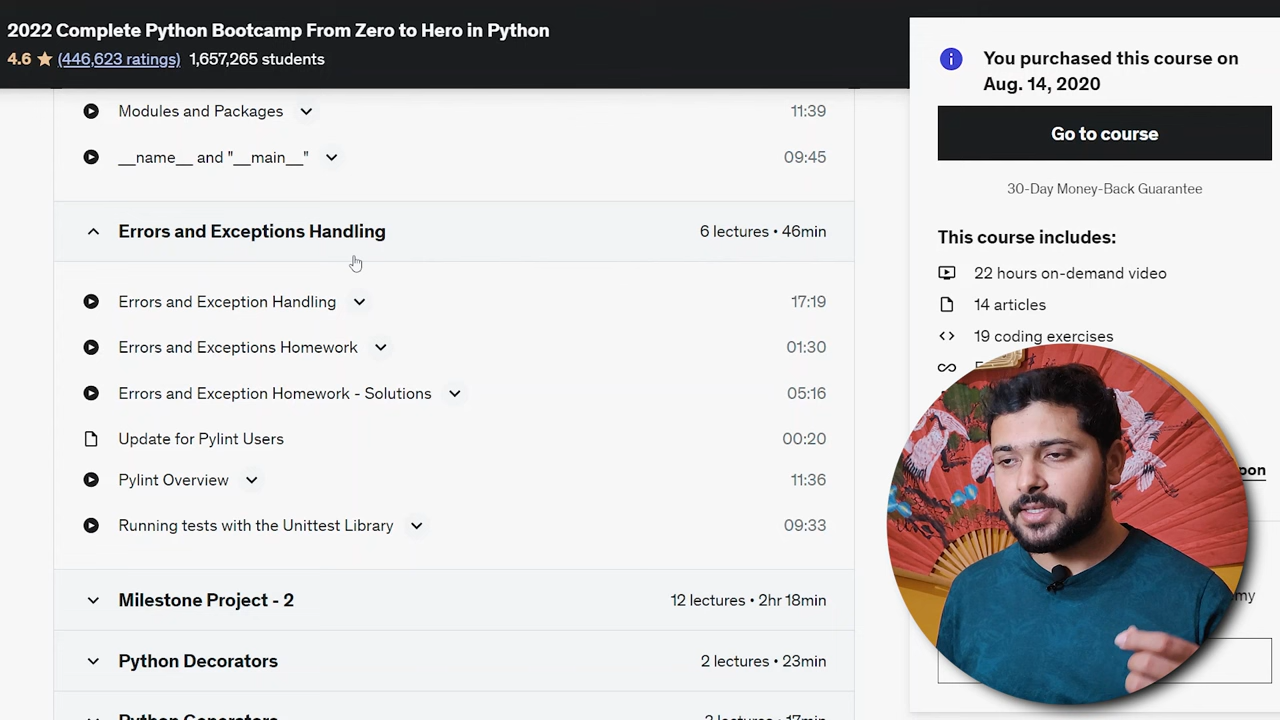 2022 Complete Python Bootcamp From Zero to Hero in Python
4.6 ★ (446,623 ratings) 1,657,265 students
Modules and Packages 11:39
__name__ and "__main__" 09:45
Errors and Exceptions Handling 6 lectures • 46min
Errors and Exception Handling 17:19
Errors and Exceptions Homework 01:30
Errors and Exception Homework - Solutions 05:16
Update for Pylint Users 00:20
Pylint Overview 11:36
Running tests with the Unittest Library 09:33
Milestone Project - 2 12 lectures • 2hr 18min
Python Decorators 2 lectures • 23min
Python Generators
You purchased this course on
Aug. 14, 2020
Go to course
30-Day Money-Back Guarantee
This course includes:
22 hours on-demand video
14 articles
19 coding exercises